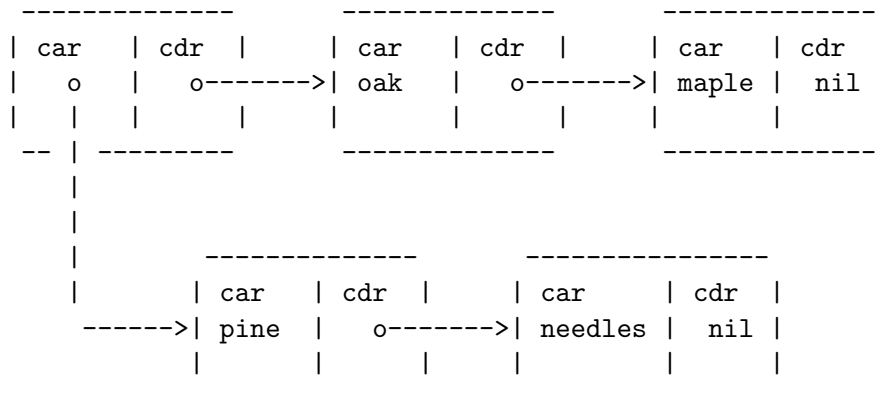 --------------       --------------       --------------
| car   | cdr  |     | car   | cdr  |     | car   | cdr
|   o   |   o------->| oak   |   o------->| maple |  nil
|   |   |      |     |       |      |     |       |
 -- | ---------       --------------       --------------
    |
    |
    |        --------------       ----------------
    |       | car   | cdr  |     | car     | cdr  |
     ------>| pine  |   o------->| needles |  nil |
            |       |      |     |         |      |